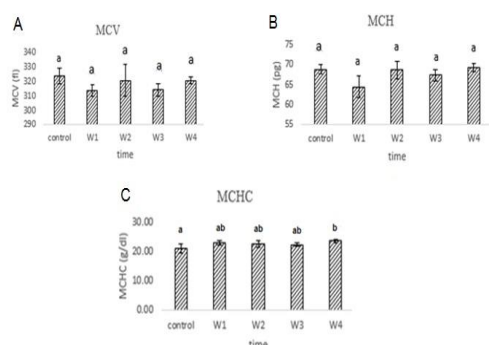 A
MCV
MCV (fl)
340
330
320
310
300
290
a
a
a
a
a
control W1 W2 W3 W4
time
B
MCH
MCH (pg)
75
70
65
60
55
a
a
a
a
a
control W1 W2 W3 W4
time
C
MCHC
MCHC (g/dl)
30.00
20.00
10.00
0.00
a
ab
ab
ab
b
control W1 W2 W3 W4
time